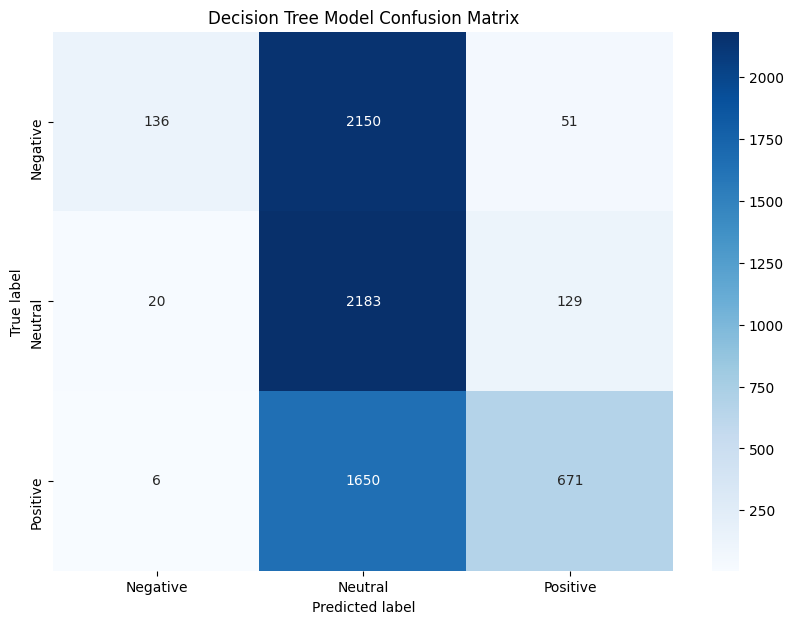 Decision Tree Model Confusion Matrix
True label
Negative
136 2150 51
Neutral
20 2183 129
Positive
6 1650 671
Negative Neutral Positive
Predicted label
2000
1750
1500
1250
1000
750
500
250